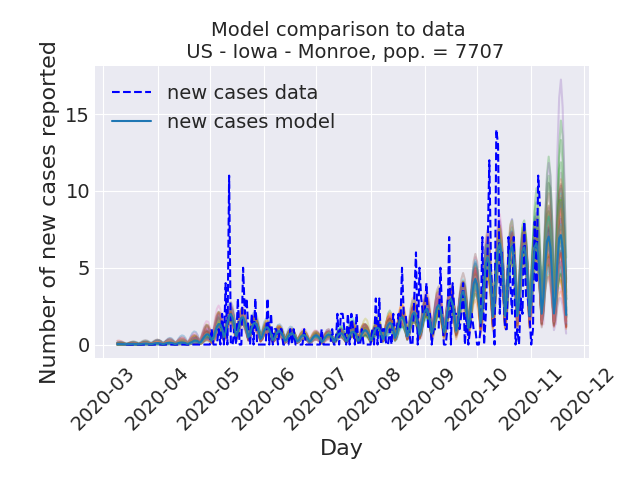 Model comparison to data
US - Iowa - Monroe, pop. = 7707
new cases data
new cases model
Number of new cases reported
15
10
5
0
2020-03
2020-04
2020-05
2020-06
2020-07
2020-08
2020-09
2020-10
2020-11
2020-12
Day